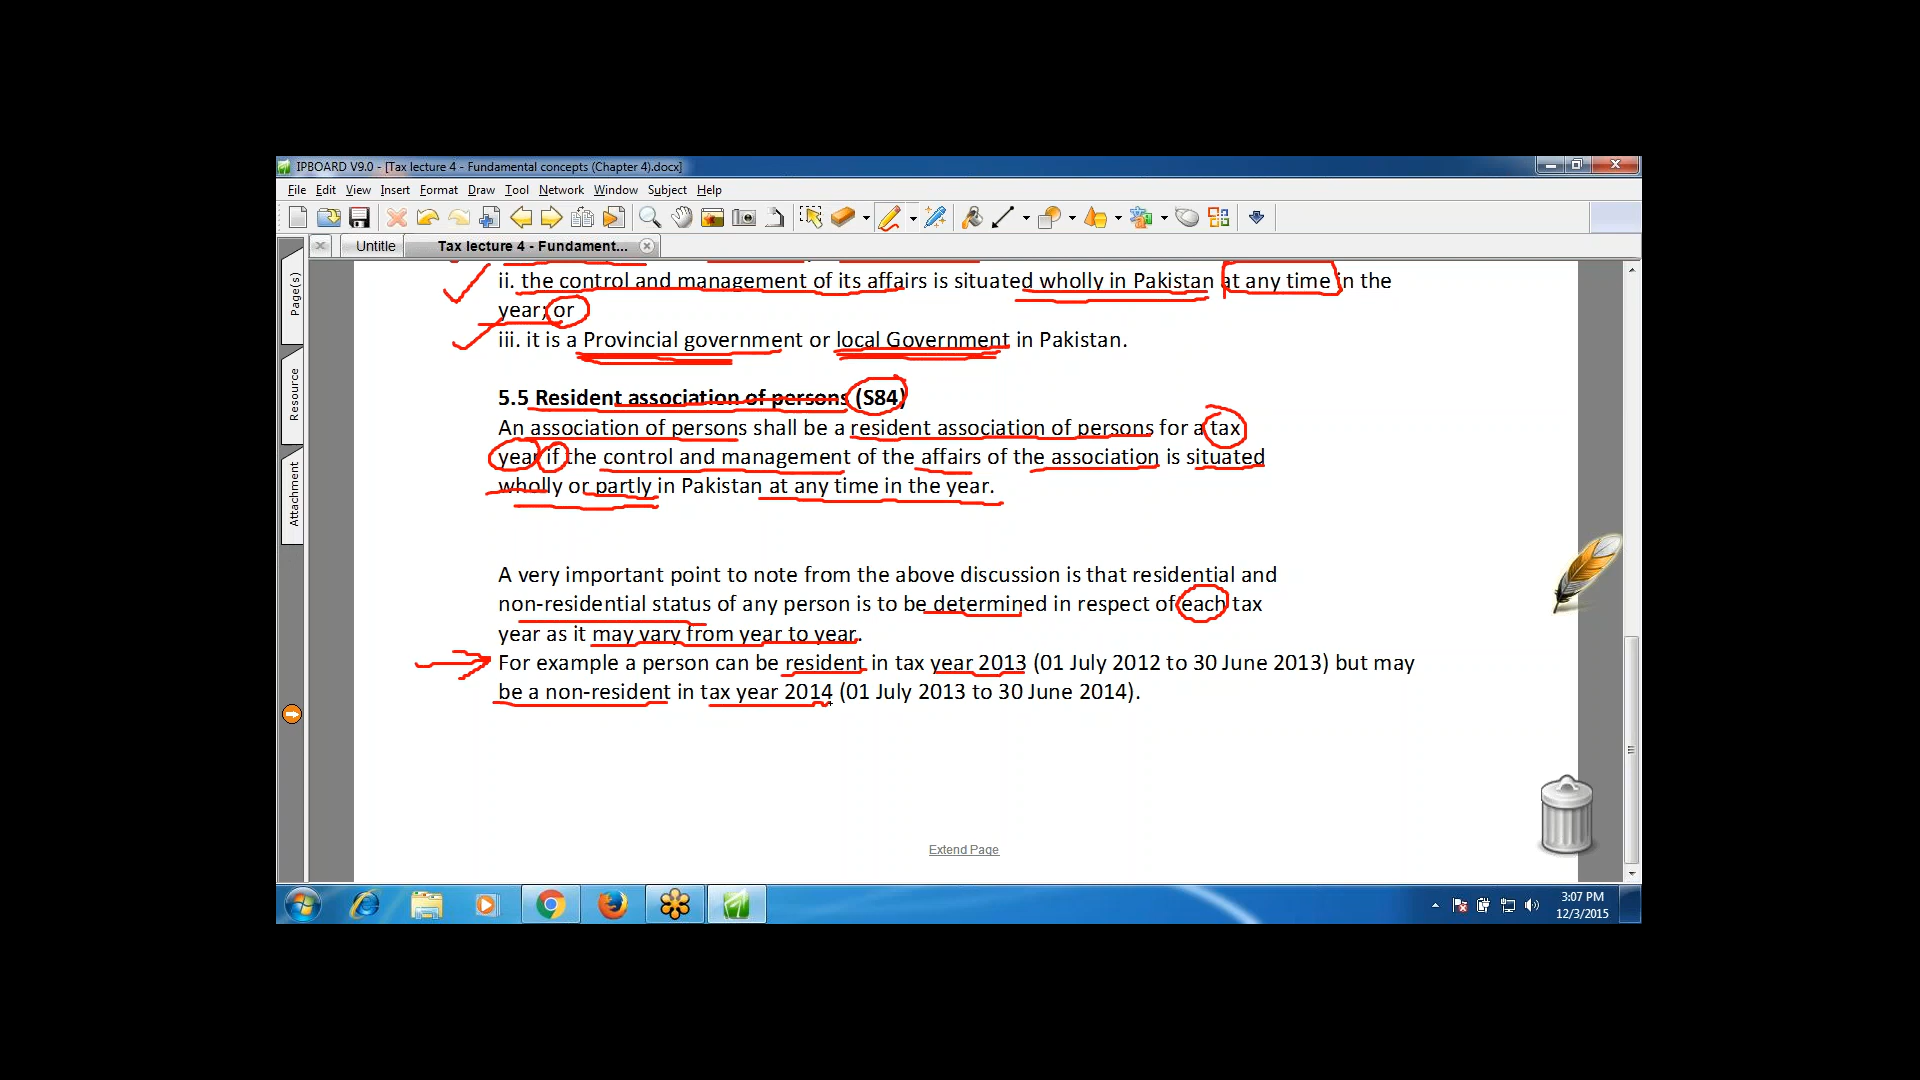 IPBOARD V9.0 - [Tax lecture 4 - Fundamental concepts (Chapter 4).docx]
File Edit View Insert Format Draw Tool Network Window Subject Help
Untitle Tax lecture 4 - Fundament...
Page(s)
Resource
Attachment
ii. the control and management of its affairs is situated wholly in Pakistan at any time in the
year; or
iii. it is a Provincial government or local Government in Pakistan.
5.5 Resident association of persons (S84)
An association of persons shall be a resident association of persons for a tax
year if the control and management of the affairs of the association is situated
wholly or partly in Pakistan at any time in the year.
A very important point to note from the above discussion is that residential and
non-residential status of any person is to be determined in respect of each tax
year as it may vary from year to year.
For example a person can be resident in tax year 2013 (01 July 2012 to 30 June 2013) but may
be a non-resident in tax year 2014 (01 July 2013 to 30 June 2014).
Extend Page
3:07 PM
12/3/2015